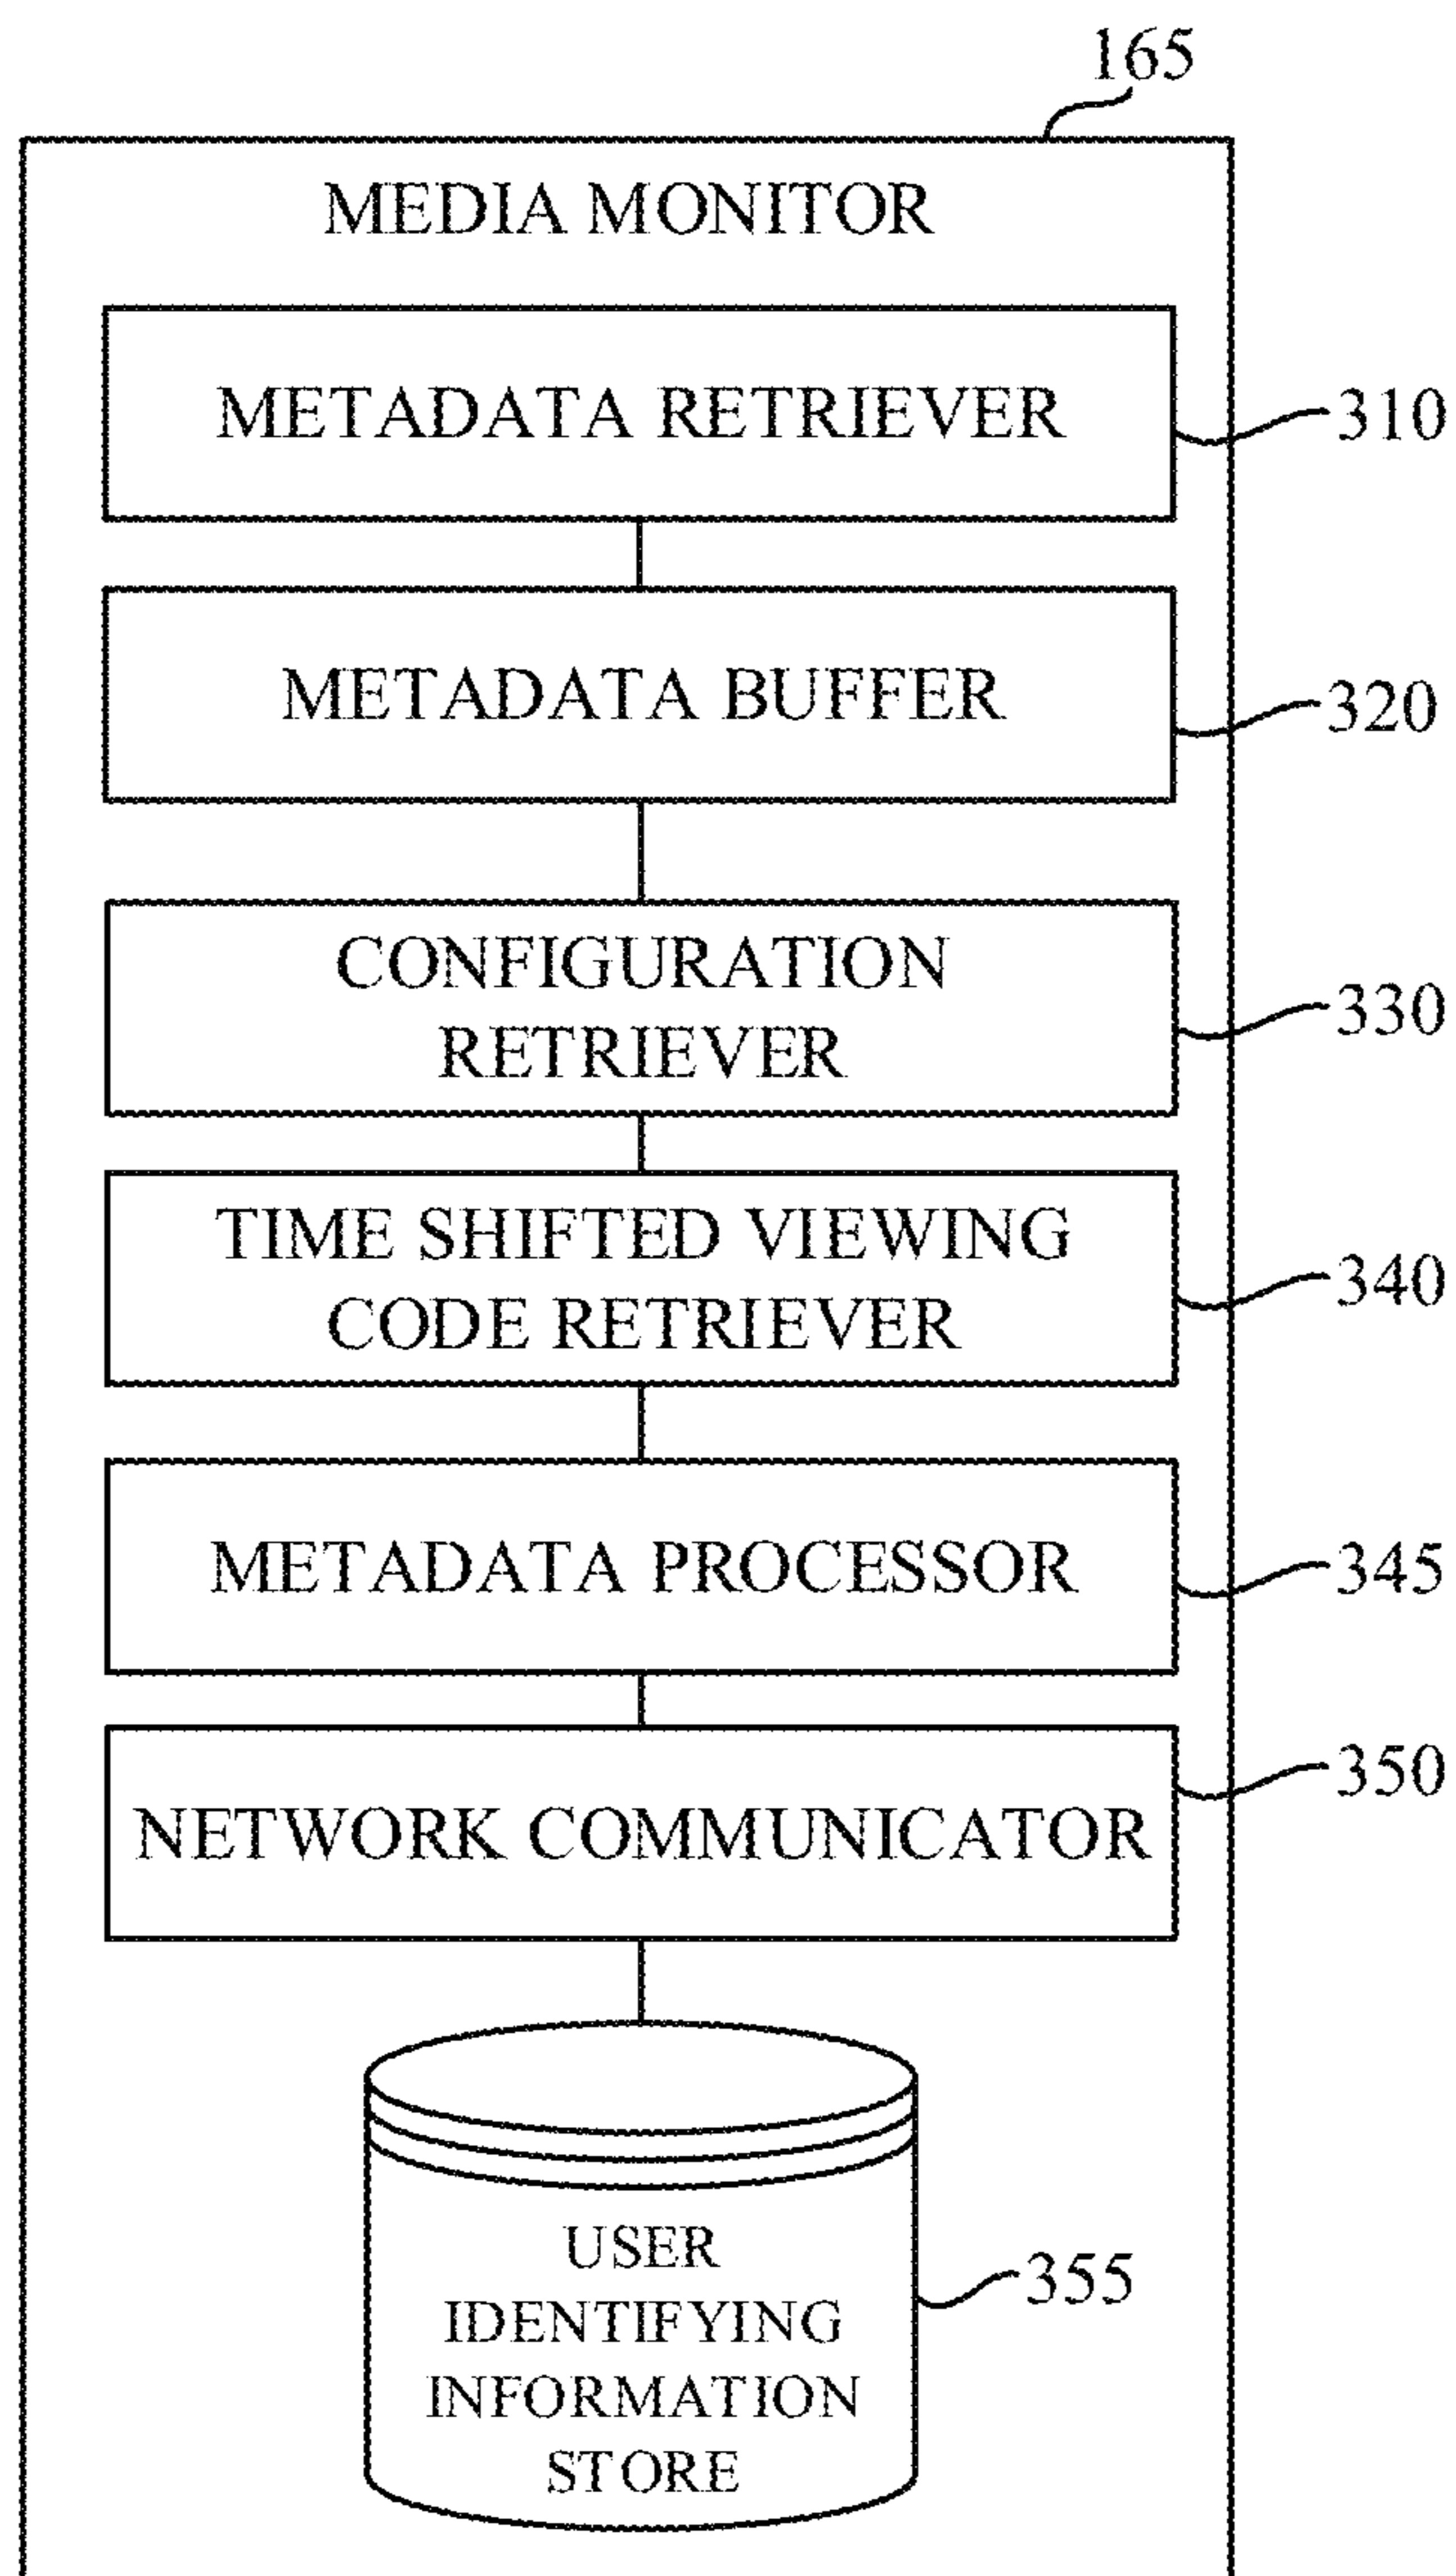 165
MEDIA MONITOR
METADATA RETRIEVER
310
METADATA BUFFER
320
CONFIGURATION
RETRIEVER
330
TIME SHIFTED VIEWING
CODE RETRIEVER
340
METADATA PROCESSOR
345
NETWORK COMMUNICATOR
350
USER
IDENTIFYING
INFORMATION
STORE
355